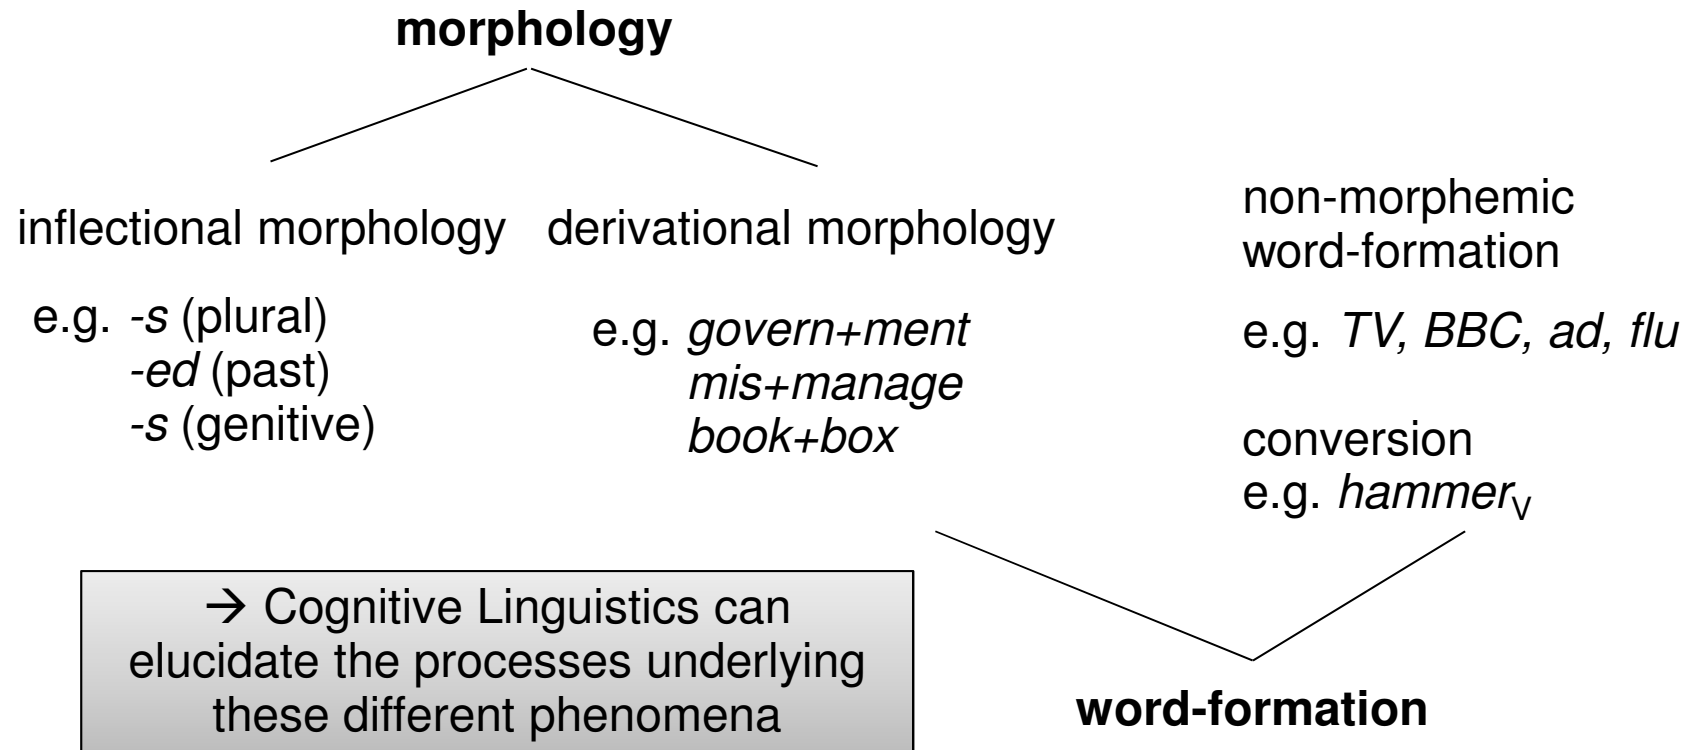 morphology
inflectional morphology
e.g. -s (plural)
-ed (past)
-s (genitive)
derivational morphology
e.g. govern+ment
mis+manage
book+box
non-morphemic
word-formation
e.g. TV, BBC, ad, flu
conversion
e.g. hammerV
→ Cognitive Linguistics can
elucidate the processes underlying
these different phenomena
word-formation